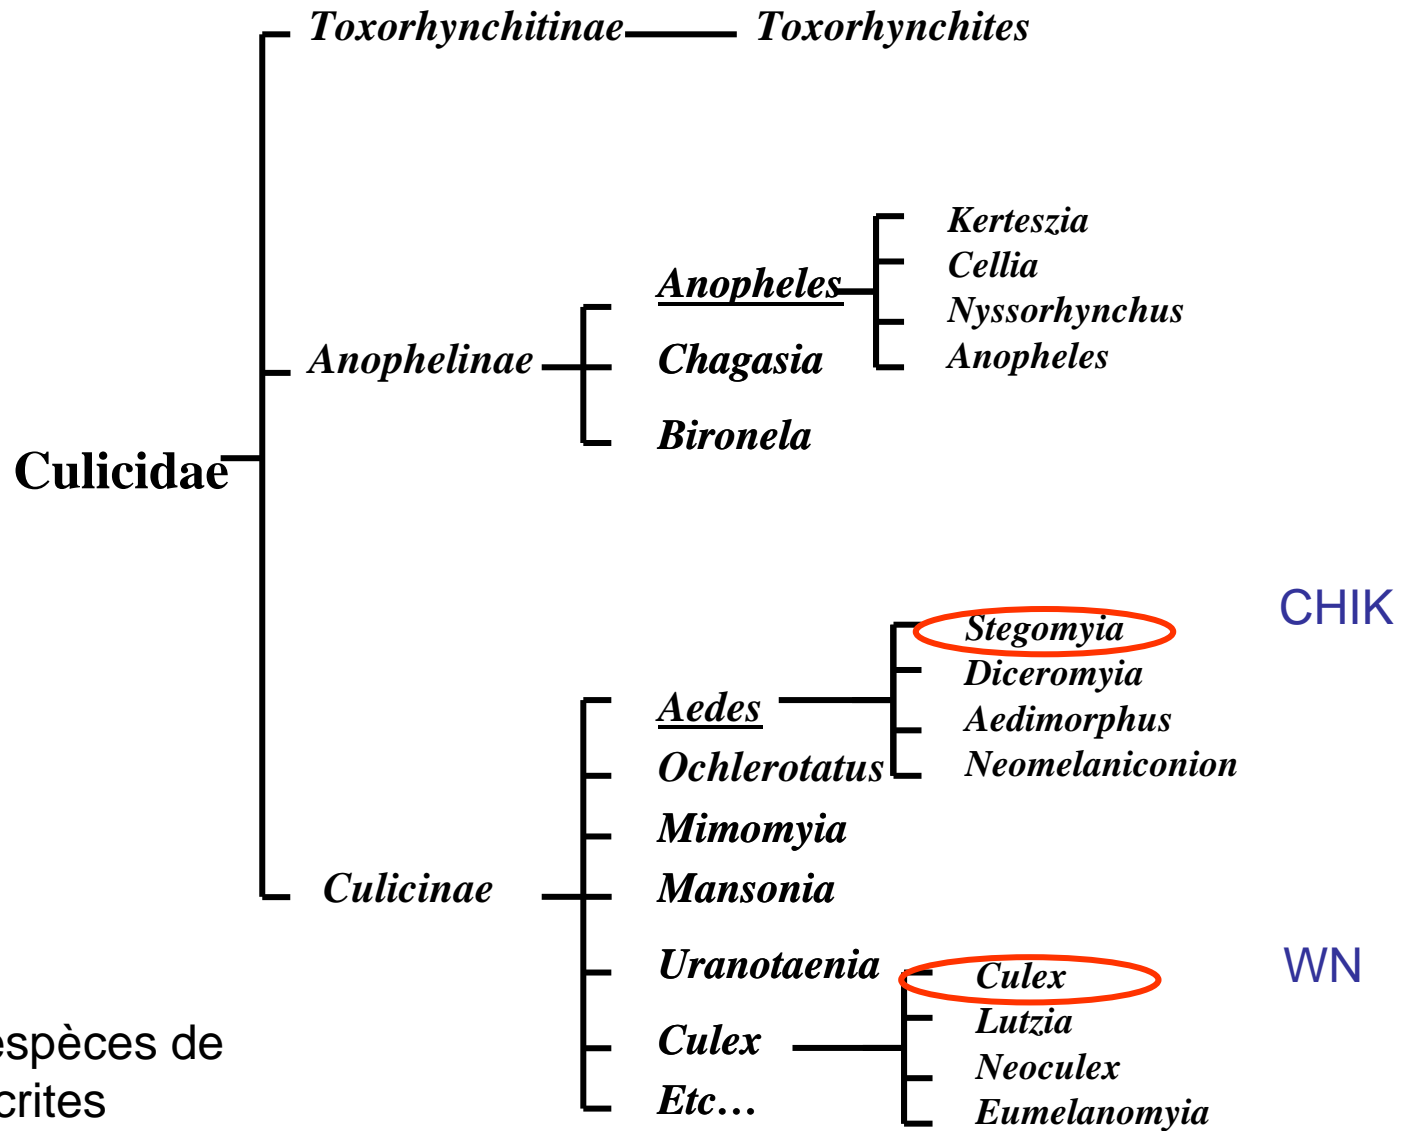 Toxorhynchitinae Toxorhynchites
Kerteszia
Cellia
Anopheles
Nyssorhynchus
Anophelinae
Chagasia
Anopheles
Bironela
Culicidae
CHIK
Stegomyia
Diceromyia
Aedes
Aedimorphus
Ochlerotatus
Neomelaniconion
Mimomyia
Culicinae
Mansonia
Uranotaenia
Culex
WN
Lutzia
espèces de
Culex
Neoculex
crites
Etc...
Eumelanomyia